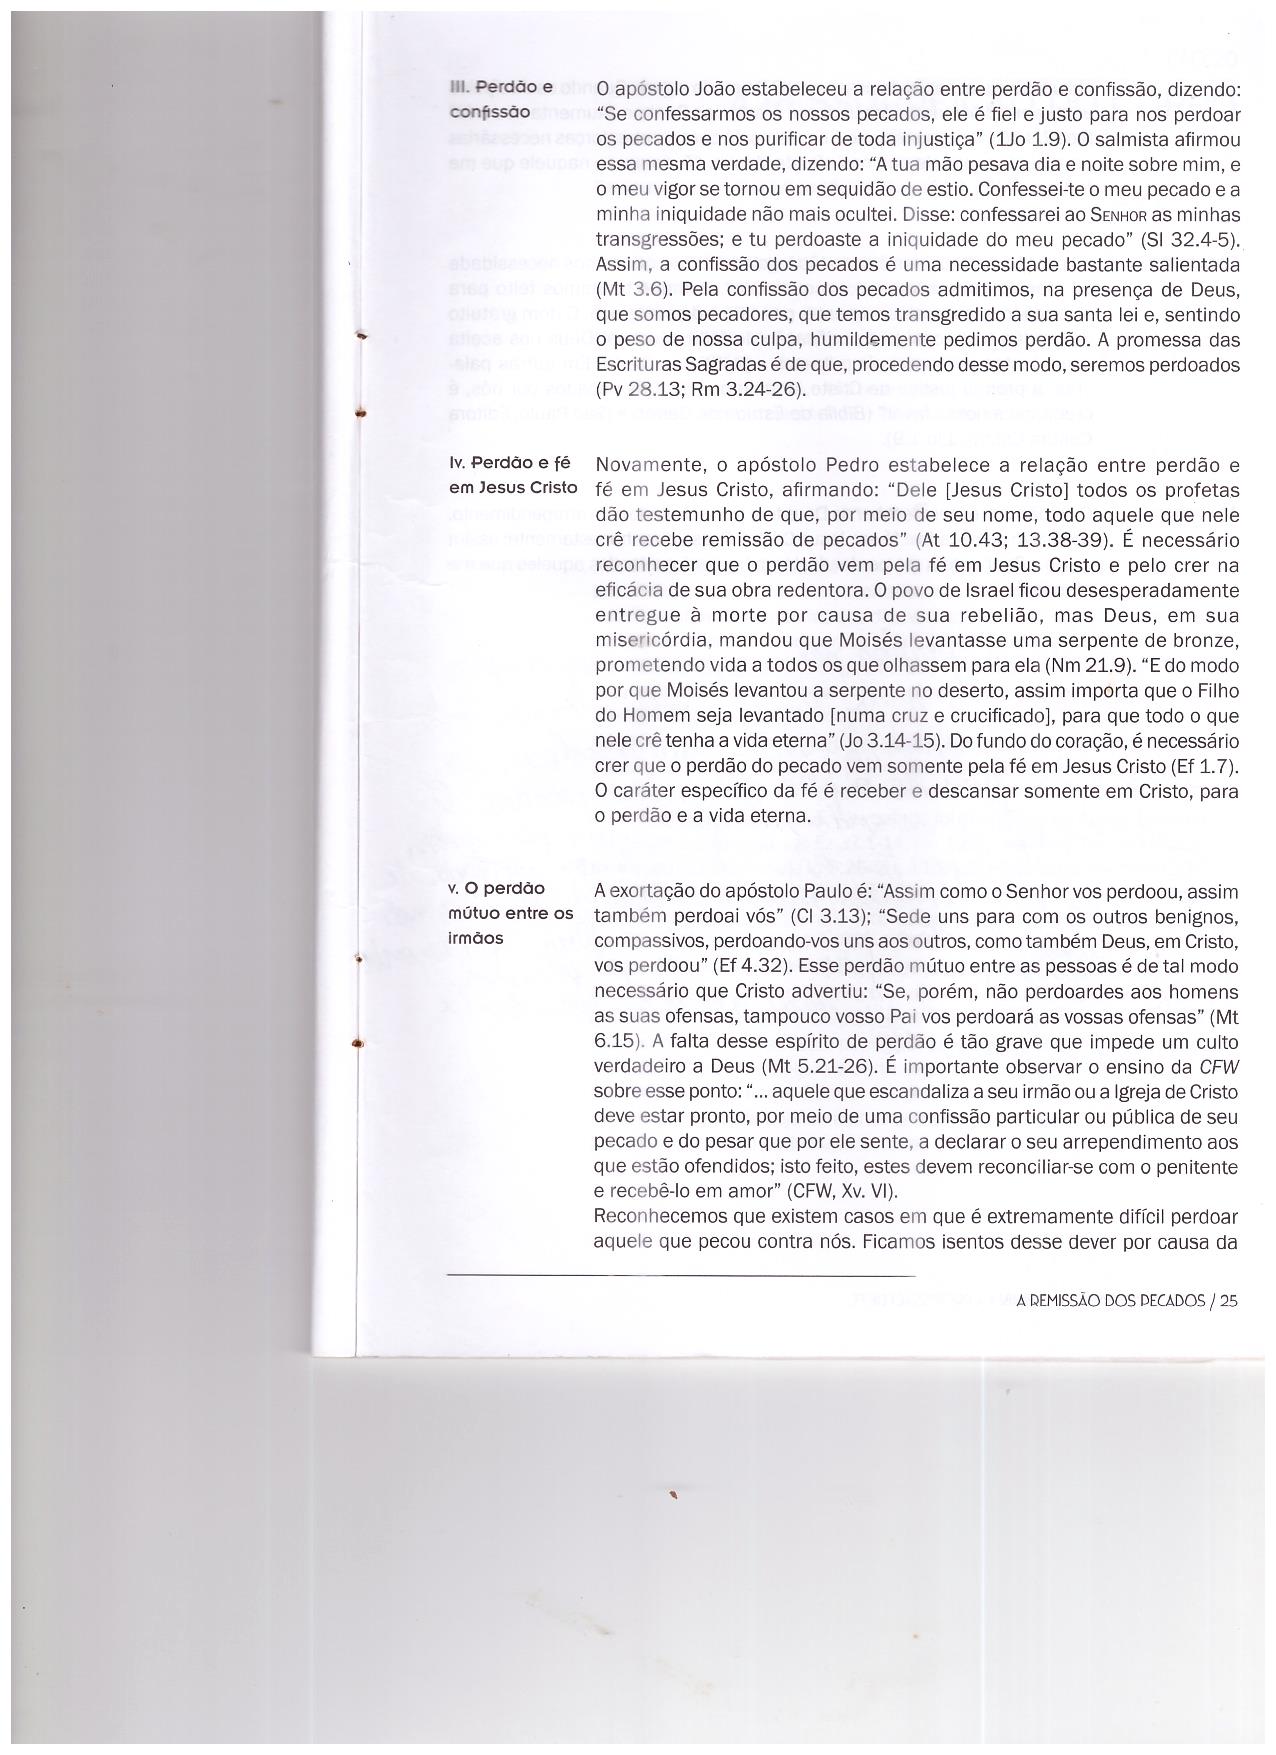 III. Perdão e
confissão
O apóstolo João estabeleceu a relação entre perdão e confissão, dizendo:
“Se confessarmos os nossos pecados, ele é fiel e justo para nos perdoar
os pecados e nos purificar de toda injustiça” (1Jo 1.9). O salmista afirmou
essa mesma verdade, dizendo: “A tua mão pesava dia e noite sobre mim, e
o meu vigor se tornou em sequidão de estio. Confessei-te o meu pecado e a
minha iniquidade não mais ocultei. Disse: confessarei ao SENHOR as minhas
transgressões; e tu perdoaste a iniquidade do meu pecado” (Sl 32.4-5).
Assim, a confissão dos pecados é uma necessidade bastante salientada
(Mt 3.6). Pela confissão dos pecados admitimos, na presença de Deus,
que somos pecadores, que temos transgredido a sua santa lei e, sentindo
o peso de nossa culpa, humildemente pedimos perdão. A promessa das
Escrituras Sagradas é de que, procedendo desse modo, seremos perdoados
(Pv 28.13; Rm 3.24-26).
Iv. Perdão e fé
em Jesus Cristo
Novamente, o apóstolo Pedro estabelece a relação entre perdão e
fé em Jesus Cristo, afirmando: “Dele [Jesus Cristo] todos os profetas
dão testemunho de que, por meio de seu nome, todo aquele que nele
crê recebe remissão de pecados” (At 10.43; 13.38-39). É necessário
reconhecer que o perdão vem pela fé em Jesus Cristo e pelo crer na
eficácia de sua obra redentora. O povo de Israel ficou desesperadamente
entregue à morte por causa de sua rebelião, mas Deus, em sua
misericórdia, mandou que Moisés levantasse uma serpente de bronze,
prometendo vida a todos os que olhassem para ela (Nm 21.9). “E do modo
por que Moisés levantou a serpente no deserto, assim importa que o Filho
do Homem seja levantado [numa cruz e crucificado], para que todo o que
nele crê tenha a vida eterna” (Jo 3.14-15). Do fundo do coração, é necessário
crer que o perdão do pecado vem somente pela fé em Jesus Cristo (Ef 1.7).
O caráter específico da fé é receber e descansar somente em Cristo, para
o perdão e a vida eterna.
v. O perdão
mútuo entre os
irmãos
A exortação do apóstolo Paulo é: “Assim como o Senhor vos perdoou, assim
também perdoai vós” (Cl 3.13); “Sede uns para com os outros benignos,
compassivos, perdoando-vos uns aos outros, como também Deus, em Cristo,
vos perdoou” (Ef 4.32). Esse perdão mútuo entre as pessoas é de tal modo
necessário que Cristo advertiu: “Se, porém, não perdoardes aos homens
as suas ofensas, tampouco vosso Pai vos perdoará as vossas ofensas” (Mt
6.15). A falta desse espírito de perdão é tão grave que impede um culto
verdadeiro a Deus (Mt 5.21-26). É importante observar o ensino da CFW
sobre esse ponto: “... aquele que escandaliza a seu irmão ou a Igreja de Cristo
deve estar pronto, por meio de uma confissão particular ou pública de seu
pecado e do pesar que por ele sente, a declarar o seu arrependimento aos
que estão ofendidos; isto feito, estes devem reconciliar-se com o penitente
e recebê-lo em amor” (CFW, Xv. VI).
Reconhecemos que existem casos em que é extremamente difícil perdoar
aquele que pecou contra nós. Ficamos isentos desse dever por causa da
A REMISSÃO DOS PECADOS / 25